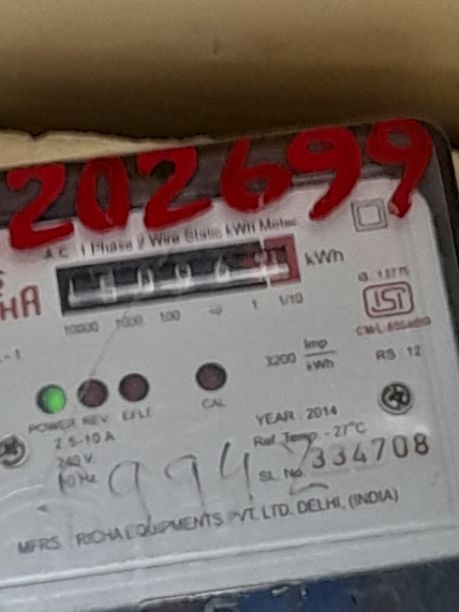 202699
A.C. 1 Phase 2 Wire Static kWh Meter
kWh
HA
10000 1000 100 10 1 1/10
ISI
3200 Imp/kWh
RS : 12
POWER REV E.F.L.E CAL
2.5-10 A
240 V.
YEAR : 2014
Ref. Temp. - 27°C
SL No. 334708
MFRS : RICHA EQUIPMENTS PVT. LTD. DELHI, (INDIA)